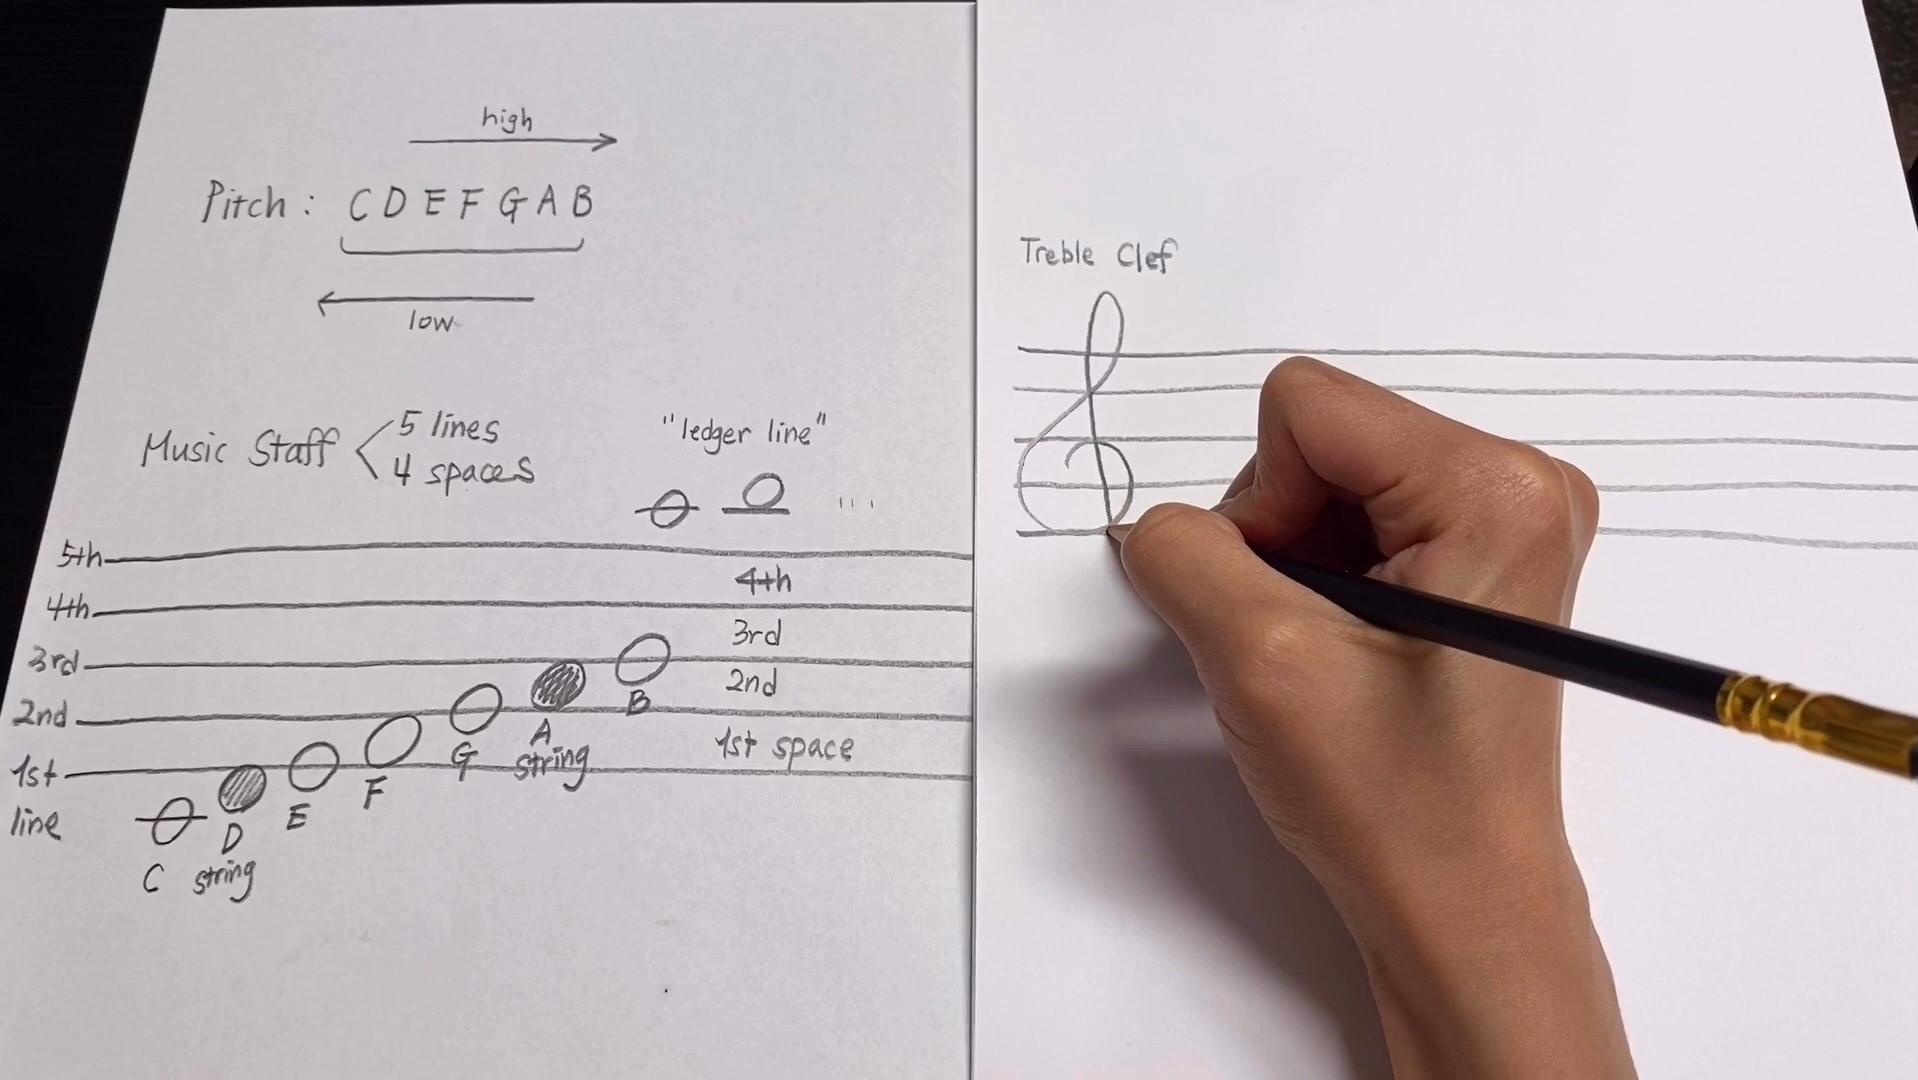 high
Pitch : C D E F G A B
low
Music Staff
5 lines
4 spaces
"ledger line"
...
5th
4th
3rd
2nd
1st
line
4th
3rd
2nd
1st space
C
D
string
E
F
G
A
string
B
Treble Clef